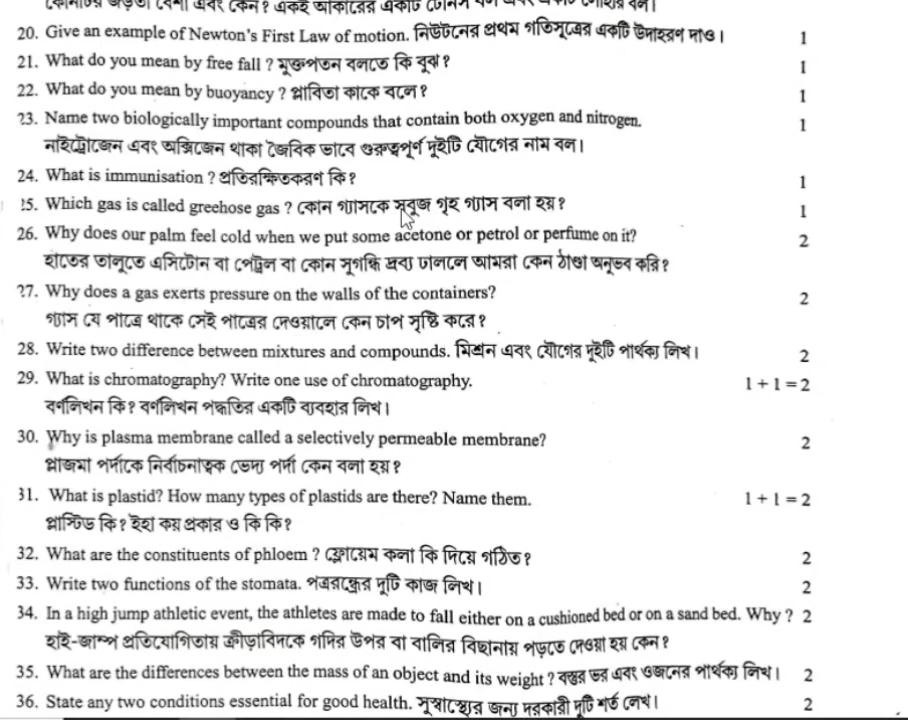 20. Give an example of Newton's First Law of motion. নিউটনের প্রথম গতিসূত্রের একটি উদাহরণ দাও। 1
21. What do you mean by free fall ? মুক্তপতন বলতে কি বুঝ? 1
22. What do you mean by buoyancy ? প্লাবিতা কাকে বলে? 1
23. Name two biologically important compounds that contain both oxygen and nitrogen. 1
নাইট্রোজেন এবং অক্সিজেন থাকা জৈবিক ভাবে গুরুত্বপূর্ণ দুইটি যৌগের নাম বল।
24. What is immunisation ? প্রতিরক্ষিতকরণ কি? 1
25. Which gas is called greehose gas ? কোন গ্যাসকে সবুজ গৃহ গ্যাস বলা হয়? 1
26. Why does our palm feel cold when we put some acetone or petrol or perfume on it? 2
হাতের তালুতে এসিটোন বা পেট্রল বা কোন সুগন্ধি দ্রব্য ঢাললে আমরা কেন ঠাণ্ডা অনুভব করি?
27. Why does a gas exerts pressure on the walls of the containers? 2
গ্যাস যে পাত্রে থাকে সেই পাত্রের দেওয়ালে কেন চাপ সৃষ্টি করে?
28. Write two difference between mixtures and compounds. মিশ্রন এবং যৌগের দুইটি পার্থক্য লিখ। 2
29. What is chromatography? Write one use of chromatography. 1 + 1 = 2
বর্ণলিখন কি? বর্ণলিখন পদ্ধতির একটি ব্যবহার লিখ।
30. Why is plasma membrane called a selectively permeable membrane? 2
প্লাজমা পর্দাকে নির্বাচনাত্বক ভেদ্য পর্দা কেন বলা হয়?
31. What is plastid? How many types of plastids are there? Name them. 1 + 1 = 2
প্লাস্টিড কি? ইহা কয় প্রকার ও কি কি?
32. What are the constituents of phloem ? ফ্লোয়েম কলা কি দিয়ে গঠিত? 2
33. Write two functions of the stomata. পত্ররন্ধ্রের দুটি কাজ লিখ। 2
34. In a high jump athletic event, the athletes are made to fall either on a cushioned bed or on a sand bed. Why ? 2
হাই-জাম্প প্রতিযোগিতায় ক্রীড়াবিদকে গদির উপর বা বালির বিছানায় পড়তে দেওয়া হয় কেন?
35. What are the differences between the mass of an object and its weight ? বস্তুর ভর এবং ওজনের পার্থক্য লিখ। 2
36. State any two conditions essential for good health. সুস্বাস্থ্যের জন্য দরকারী দুটি শর্ত লেখ। 2